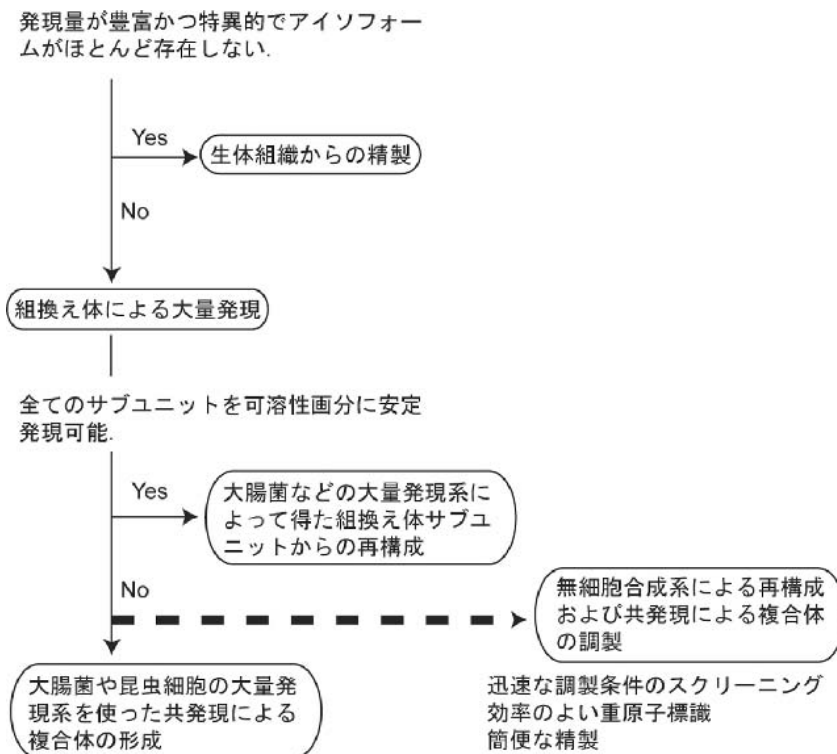 発現量が豊富かつ特異的でアイソフォー
ムがほとんど存在しない.
Yes
生体組織からの精製
No
組換え体による大量発現
全てのサブユニットを可溶性画分に安定
発現可能.
Yes
大腸菌などの大量発現系に
よって得た組換え体サブユ
ニットからの再構成
No
無細胞合成系による再構成
および共発現による複合体
の調製
大腸菌や昆虫細胞の大量発
現系を使った共発現による
複合体の形成
迅速な調製条件のスクリーニング
効率のよい重原子標識
簡便な精製